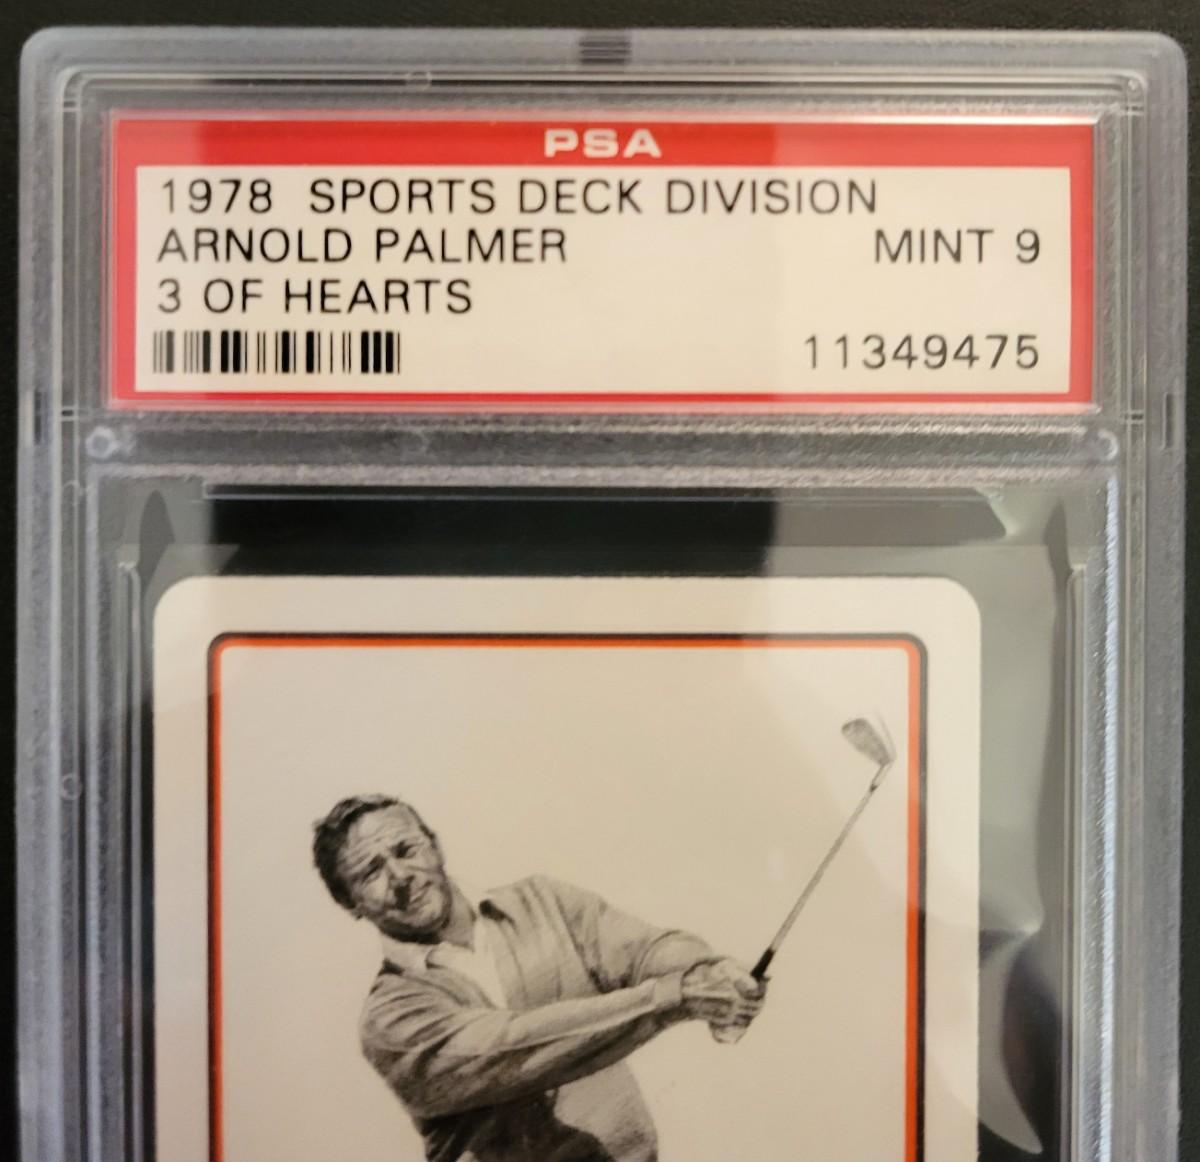 PSA
1978 SPORTS DECK DIVISION
ARNOLD PALMER MINT 9
3 OF HEARTS
11349475